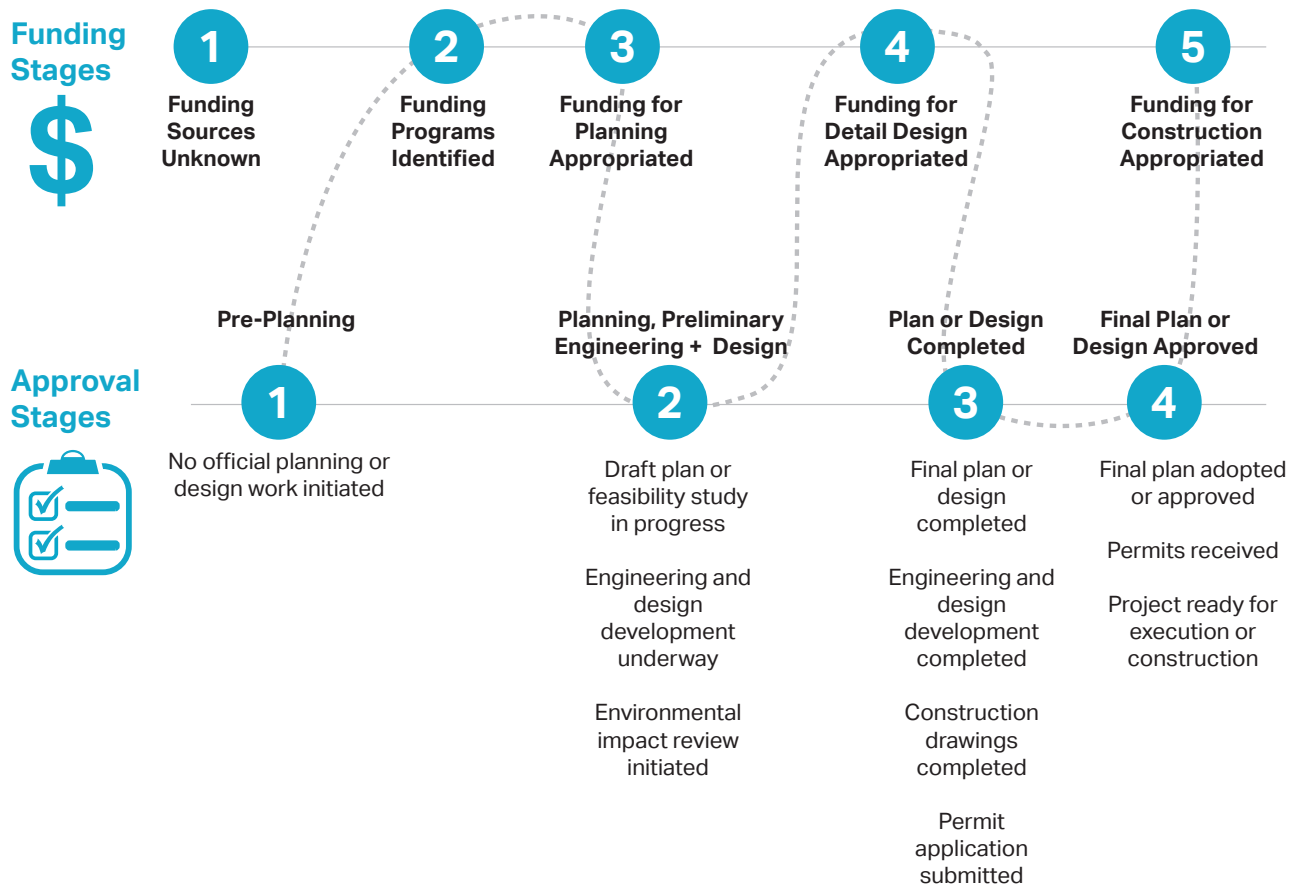 Funding
Stages
$
1
2
3
4
5
Funding
Sources
Unknown
Funding
Programs
Identified
Funding for
Planning
Appropriated
Funding for
Detail Design
Appropriated
Funding for
Construction
Appropriated
Approval
Stages
Pre-Planning
1
No official planning or
design work initiated
Planning, Preliminary
Engineering + Design
2
Draft plan or
feasibility study
in progress
Engineering and
design
development
underway
Environmental
impact review
initiated
Plan or Design
Completed
3
Final plan or
design
completed
Engineering and
design
development
completed
Construction
drawings
completed
Permit
application
submitted
Final Plan or
Design Approved
4
Final plan adopted
or approved
Permits received
Project ready for
execution or
construction